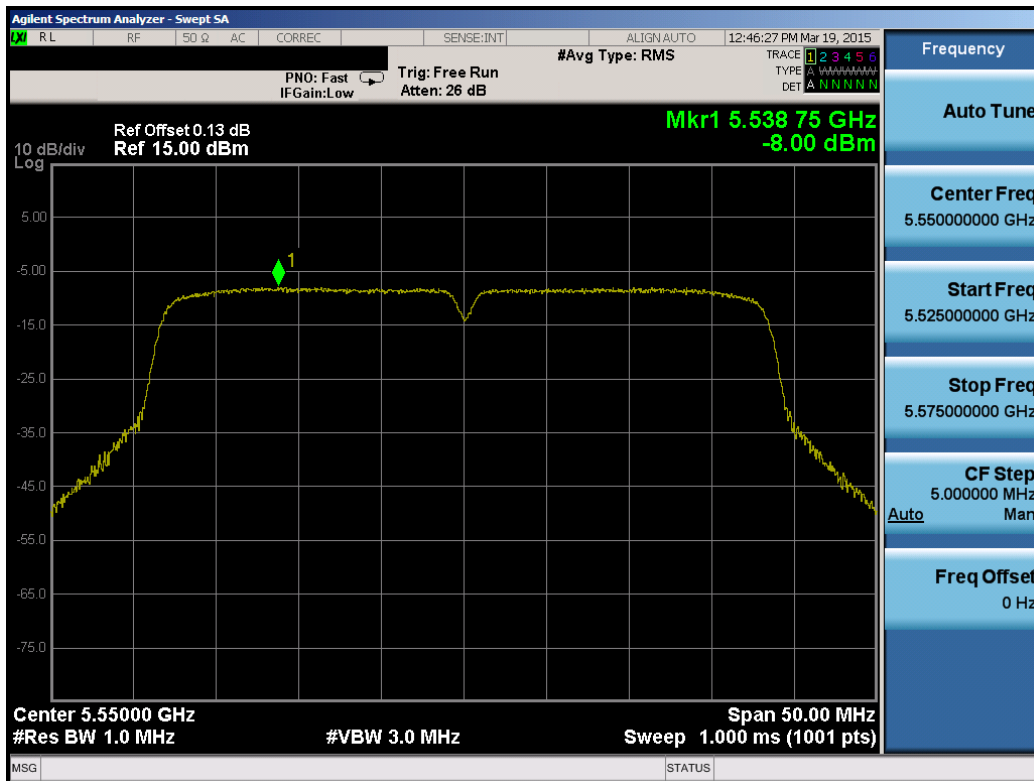 Agilent Spectrum Analyzer - Swept SA
LXI RL RF 50 Ω AC CORREC SENSE:INT ALIGNAUTO 12:46:27 PM Mar 19, 2015
#Avg Type: RMS
TRACE 1 2 3 4 5 6
TYPE A
DET A N N N N N
PNO: Fast
IFGain:Low
Trig: Free Run
Atten: 26 dB
Mkr1 5.538 75 GHz
-8.00 dBm
Ref Offset 0.13 dB
Ref 15.00 dBm
10 dB/div
Log
5.00
-5.00
-15.0
-25.0
-35.0
-45.0
-55.0
-65.0
-75.0
1
Center 5.55000 GHz
Span 50.00 MHz
#Res BW 1.0 MHz
#VBW 3.0 MHz
Sweep 1.000 ms (1001 pts)
MSG
STATUS
Frequency
Auto Tune
Center Freq
5.550000000 GHz
Start Freq
5.525000000 GHz
Stop Freq
5.575000000 GHz
CF Step
5.000000 MHz
Auto Man
Freq Offset
0 Hz